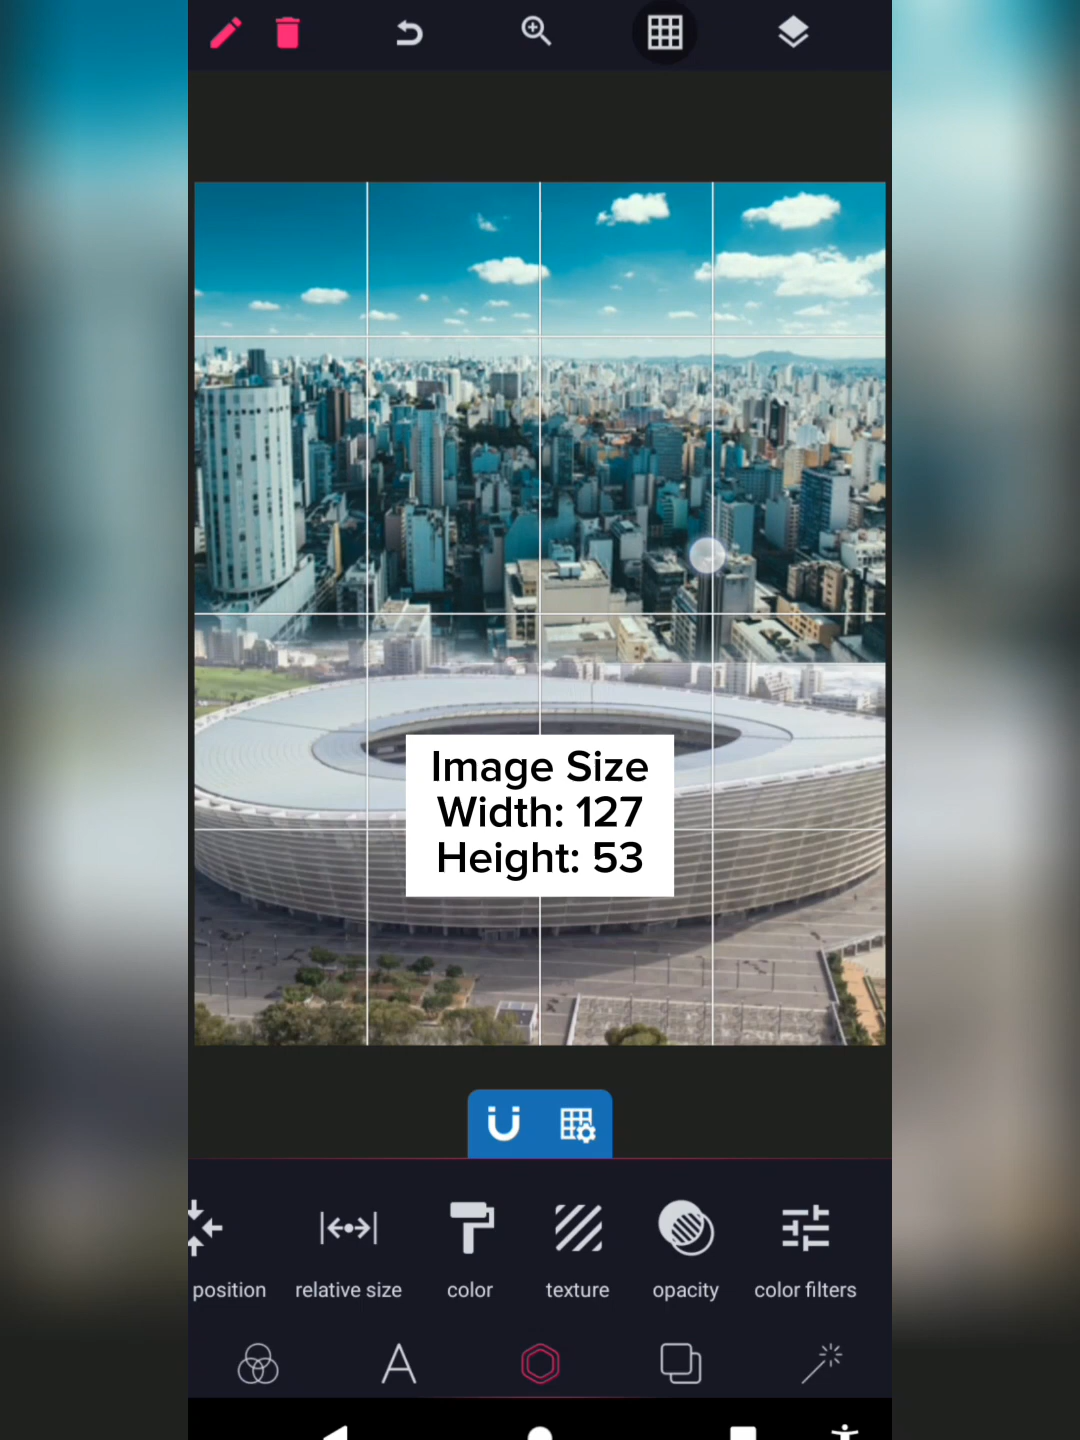 Image Size
Width: 127
Height: 53
position
relative size
color
texture
opacity
color filters